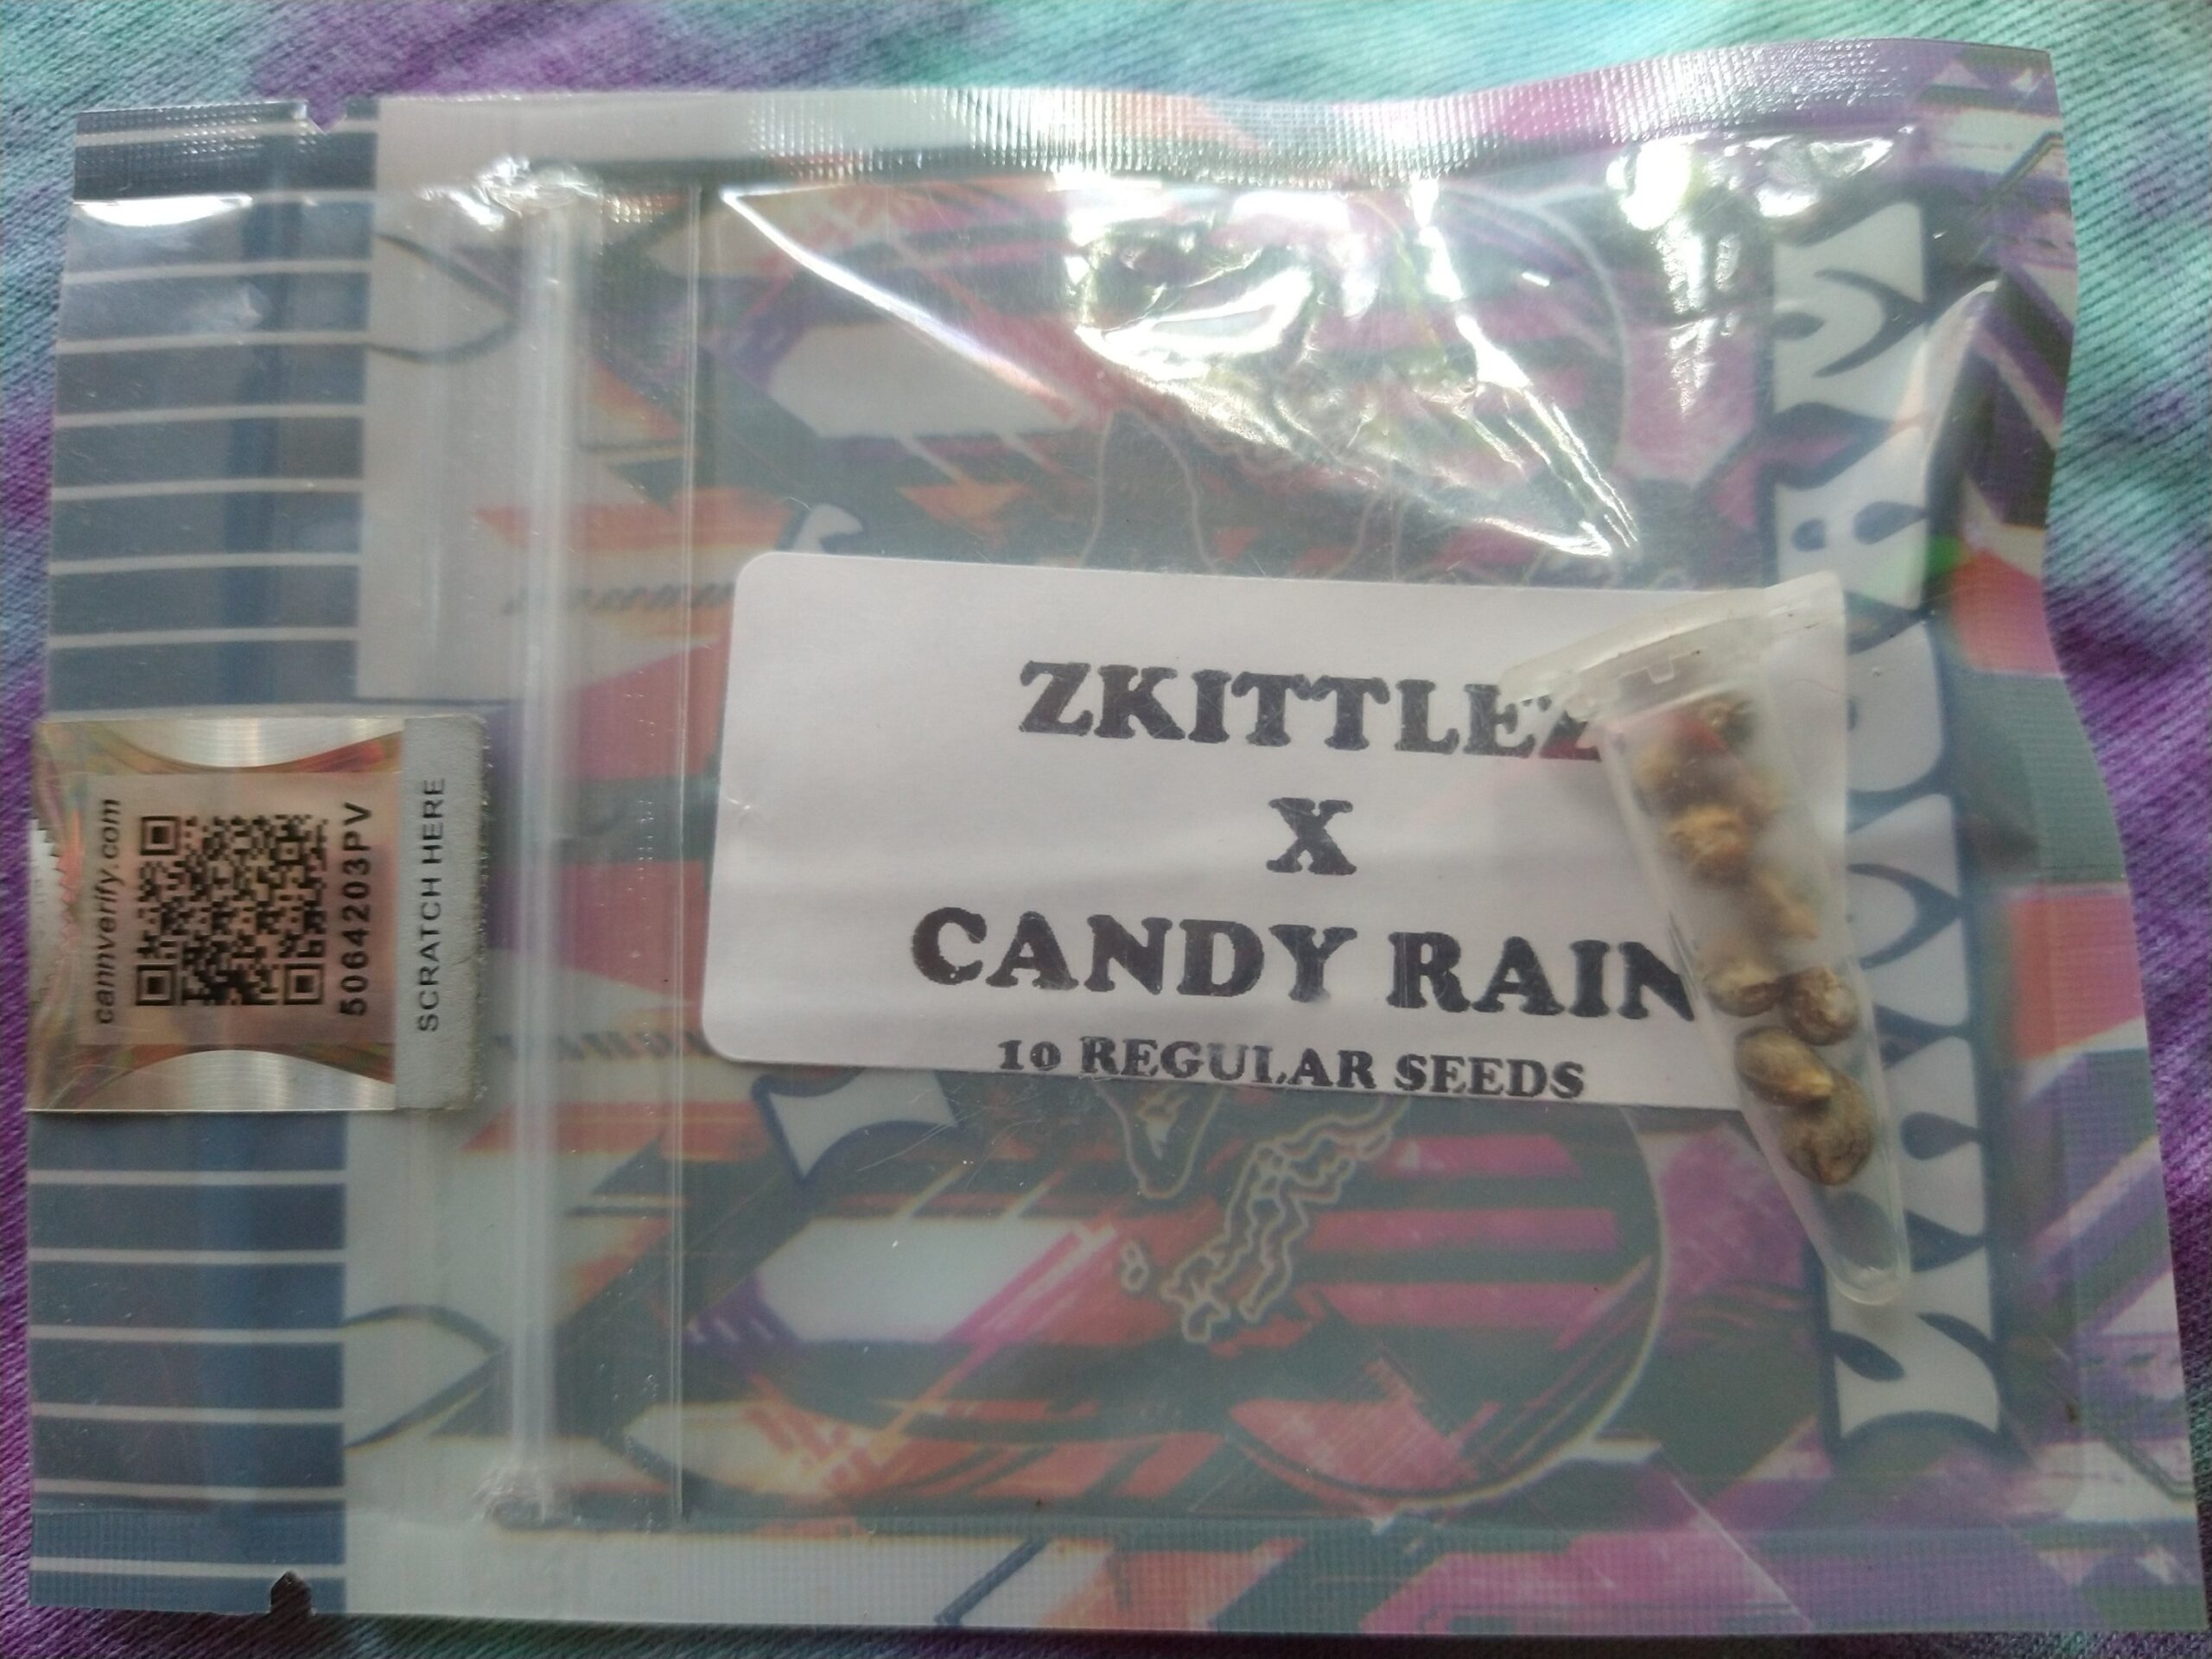 cannverify.com
5064203PV
SCRATCH HERE
ZKITTLEZ
X
CANDY RAIN
10 REGULAR SEEDS